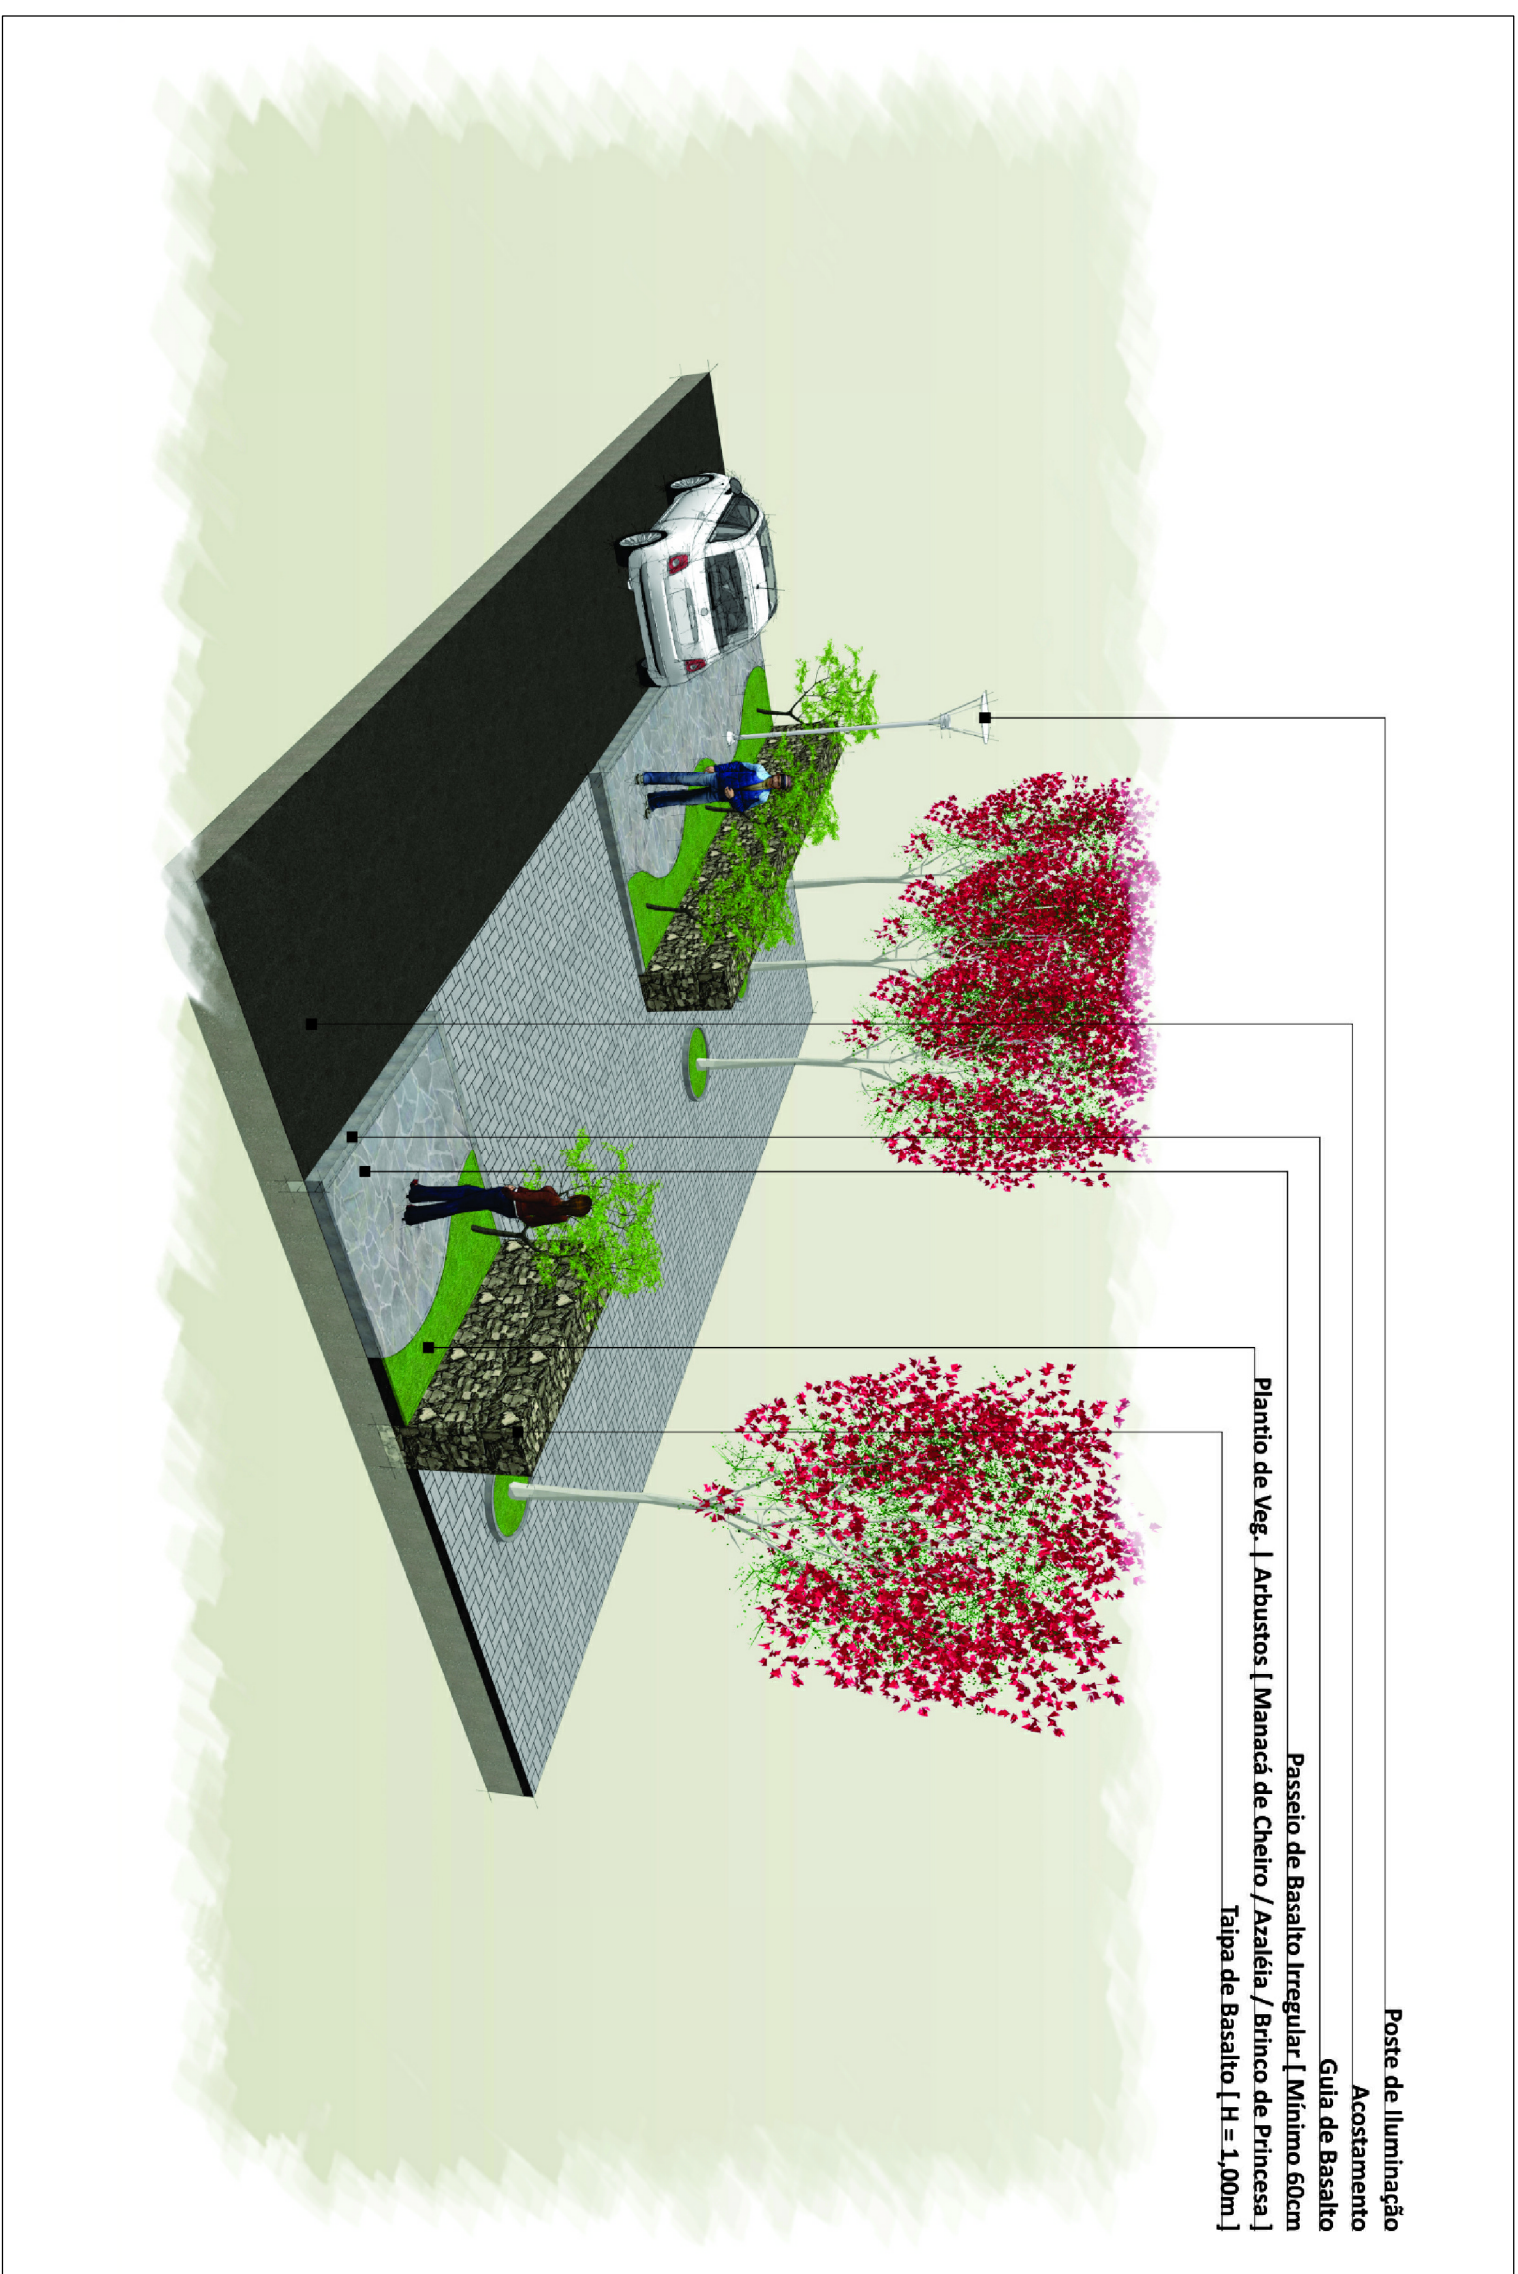 Poste de Iluminação
Acostamento
Guia de Basalto
Passeio de Basalto Irregular [ Mínimo 60cm
Plantio de Veg. | Arbustos [ Manacá de Cheiro / Azaléia / Brinco de Princesa ]
Taipa de Basalto [ H = 1,00m ]